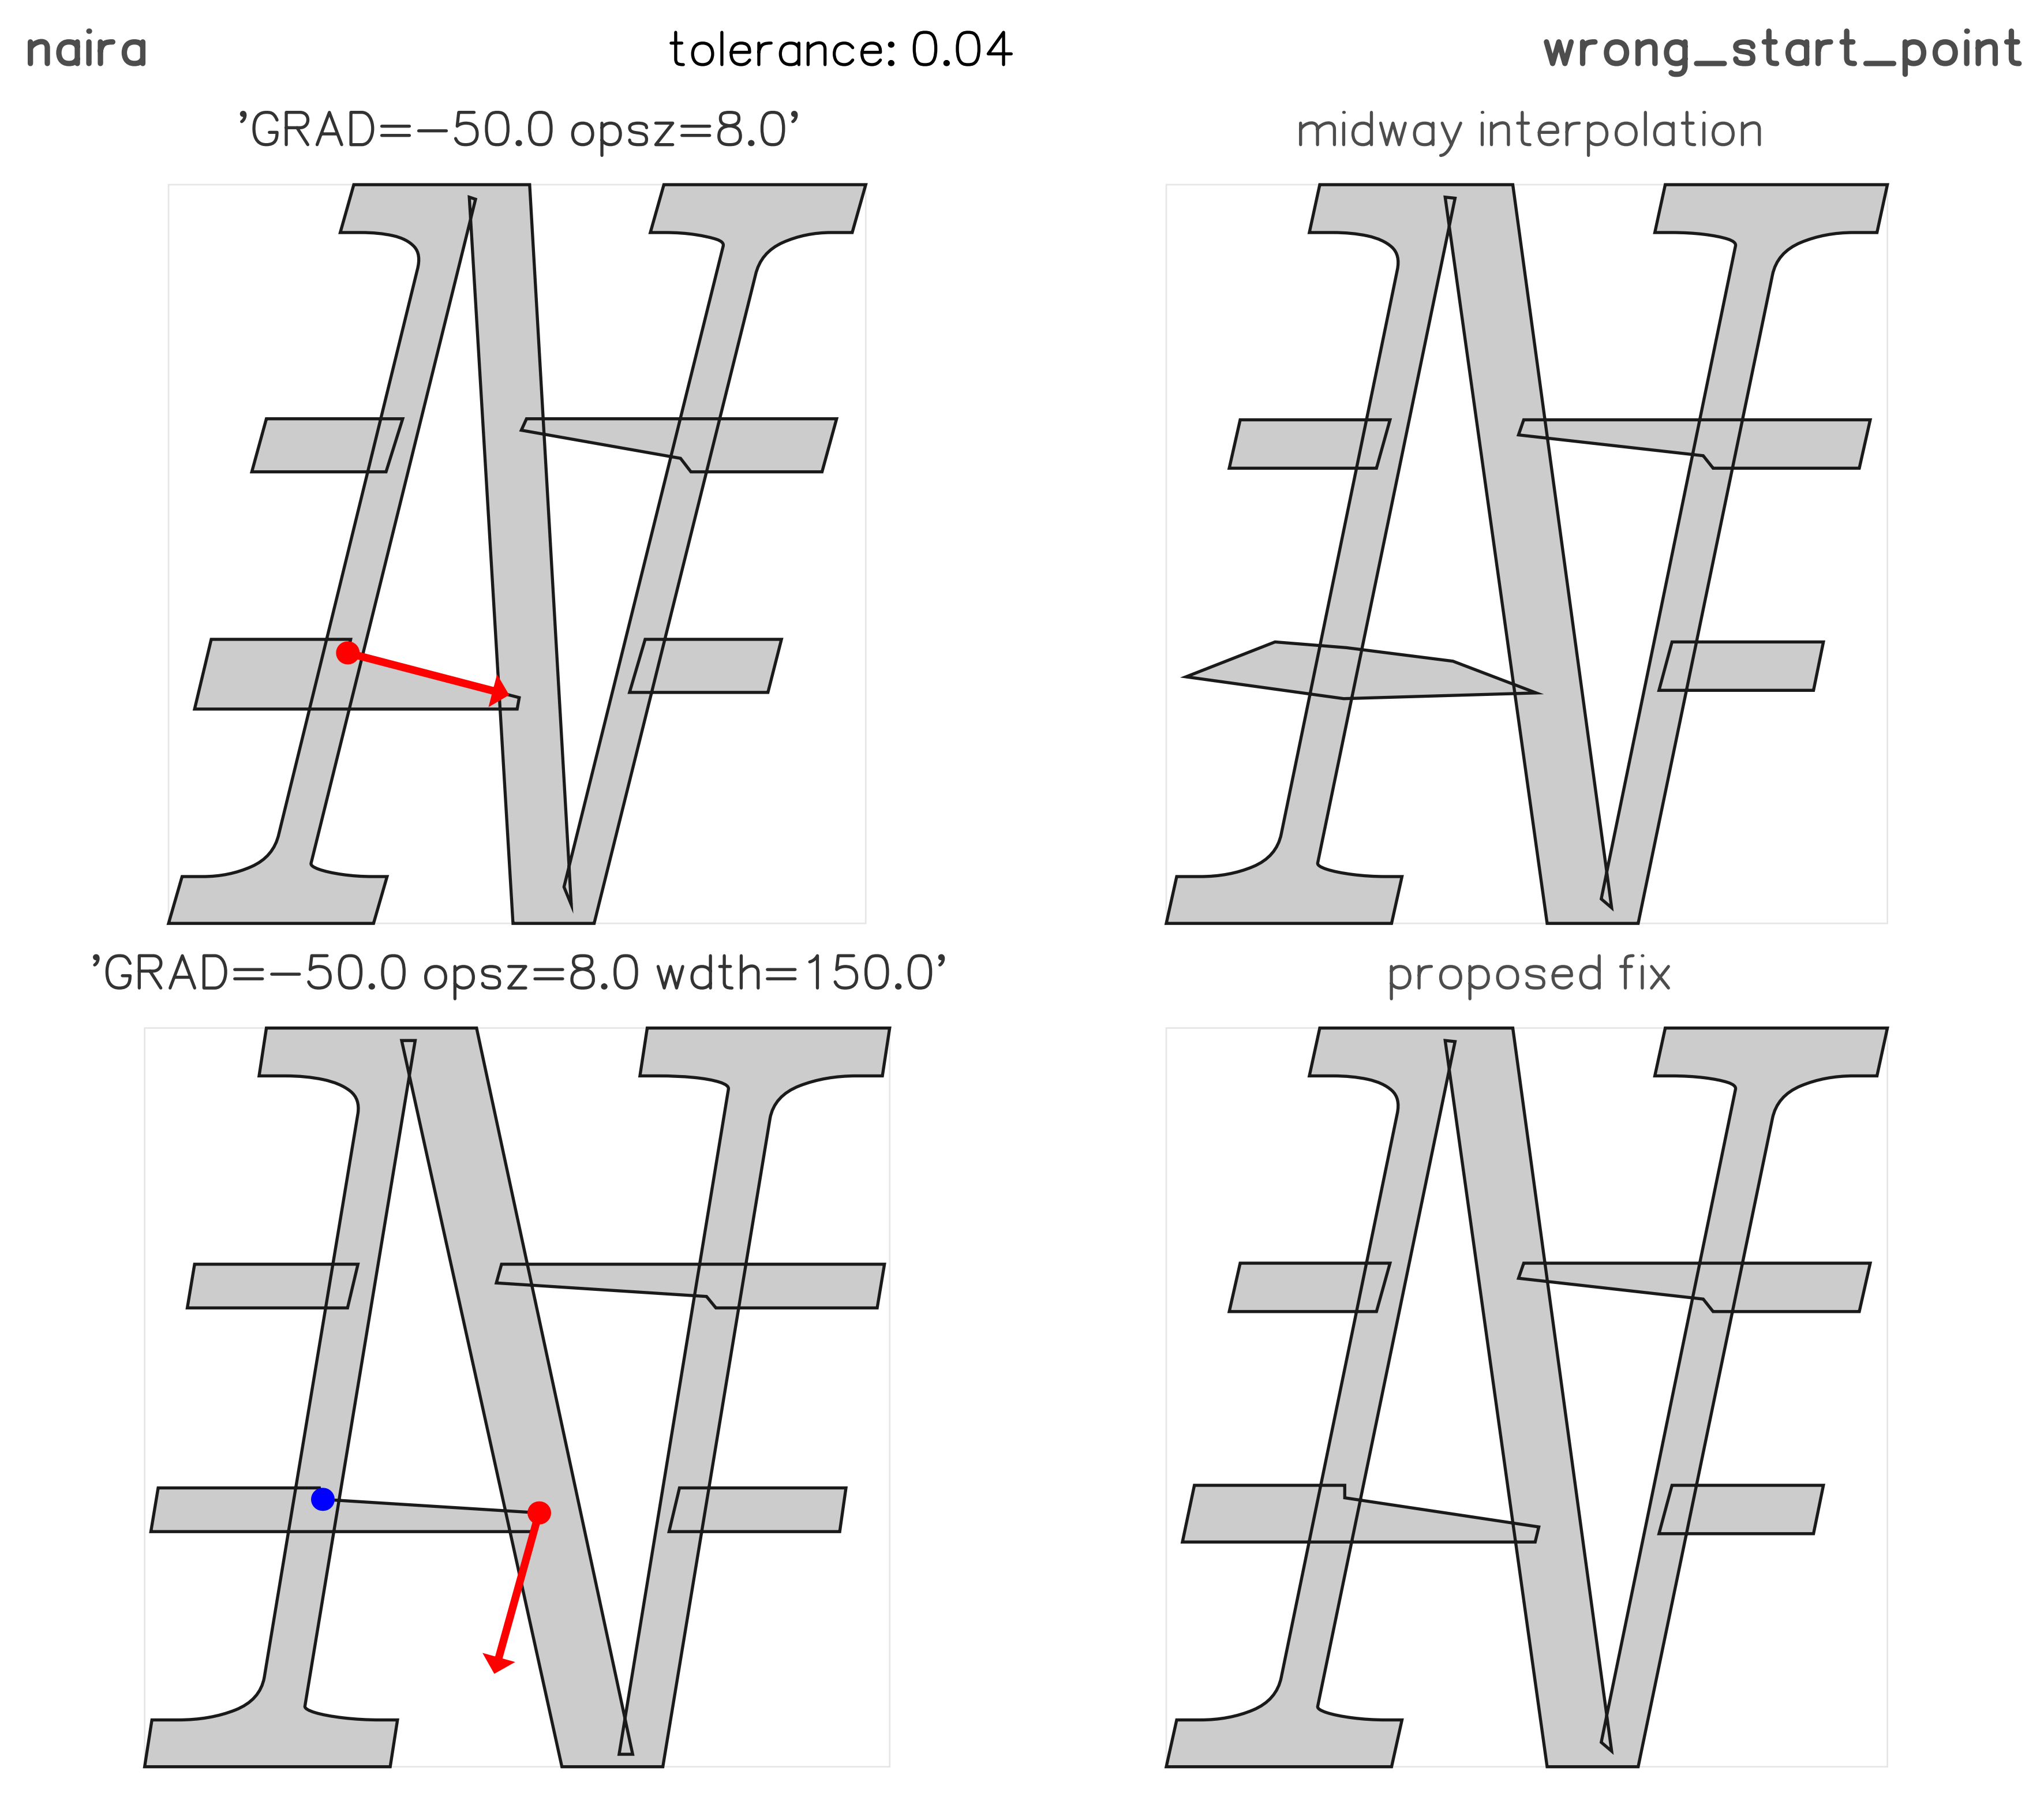 naira
tolerance: 0.04
wrong_start_point
'GRAD=-50.0 opsz=8.0'
midway interpolation
'GRAD=-50.0 opsz=8.0 wdth=150.0'
proposed fix